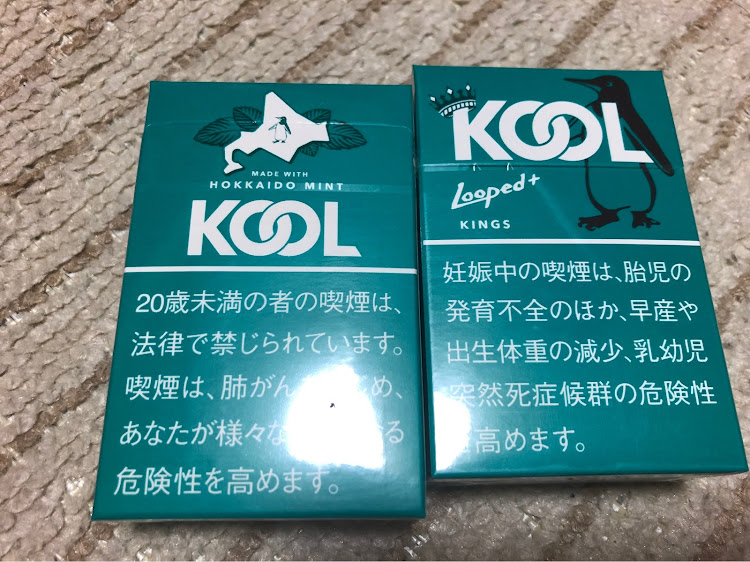 MADE WITH
HOKKAIDO MINT
KOOL
20歳未満の者の喫煙は、
法律で禁じられています。
喫煙は、肺がん め、
あなたが様々な る
危険性を高めます。
KOOL
Looped+
KINGS
妊娠中の喫煙は、胎児の
発育不全のほか、早産や
出生体重の減少、乳幼児
突然死症候群の危険性
を高めます。